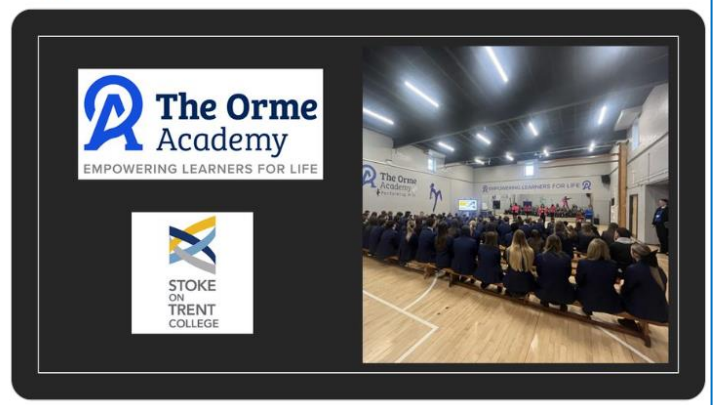 The Orme
Academy
EMPOWERING LEARNERS FOR LIFE
STOKE
ON
TRENT
COLLEGE
The Orme
Academy
EMPOWERING LEARNERS FOR LIFE